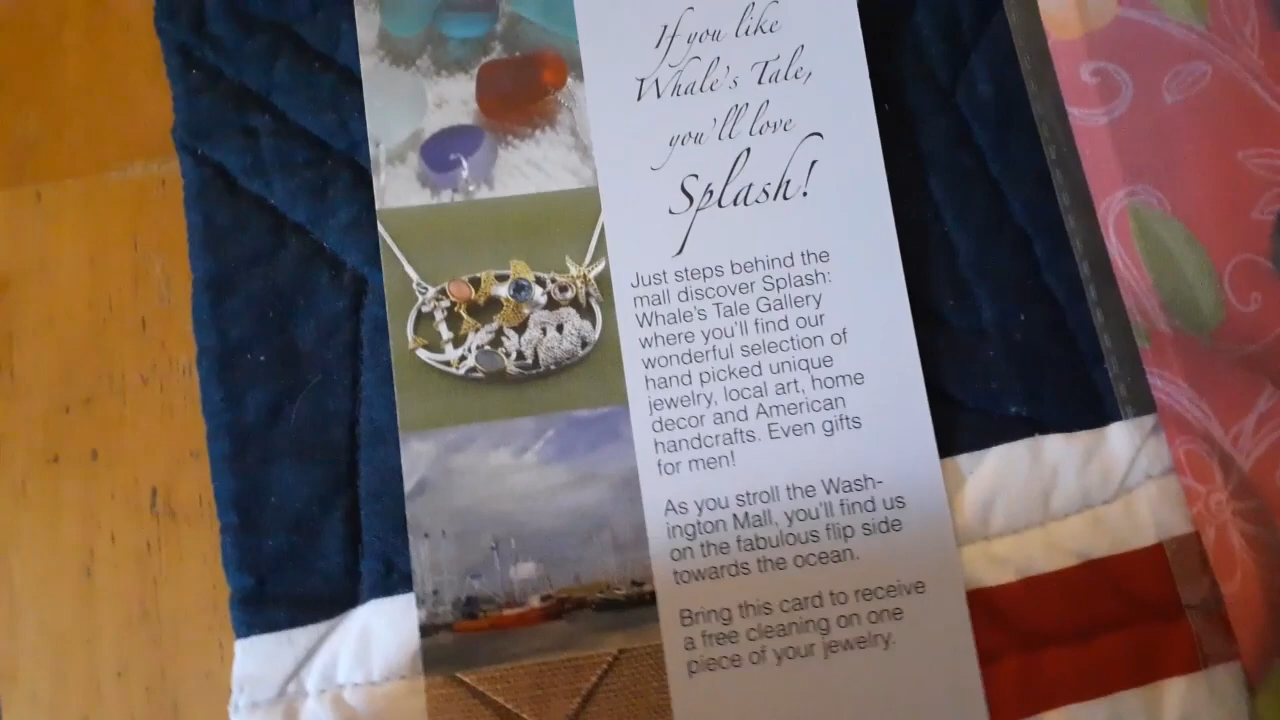 If you like
Whale's Tale,
you'll love
Splash!
Just steps behind the
mall discover Splash:
Whale's Tale Gallery
where you'll find our
wonderful selection of
hand picked unique
jewelry, local art, home
decor and American
handcrafts. Even gifts
for men!
As you stroll the Wash-
ington Mall, you'll find us
on the fabulous flip side
towards the ocean.
Bring this card to receive
a free cleaning on one
piece of your jewelry.